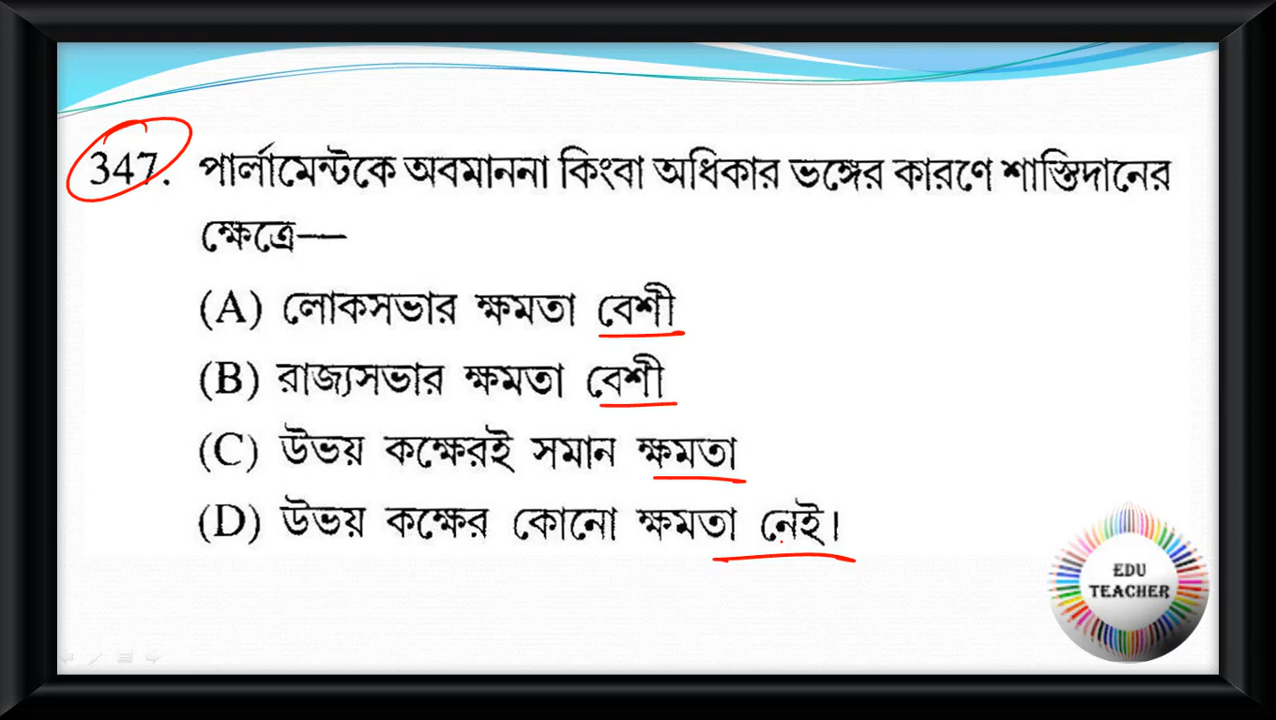 347. পার্লামেন্টকে অবমাননা কিংবা অধিকার ভঙ্গের কারণে শাস্তিদানের
ক্ষেত্রে—
(A) লোকসভার ক্ষমতা বেশী
(B) রাজ্যসভার ক্ষমতা বেশী
(C) উভয় কক্ষেরই সমান ক্ষমতা
(D) উভয় কক্ষের কোনো ক্ষমতা নেই।
EDU
TEACHER